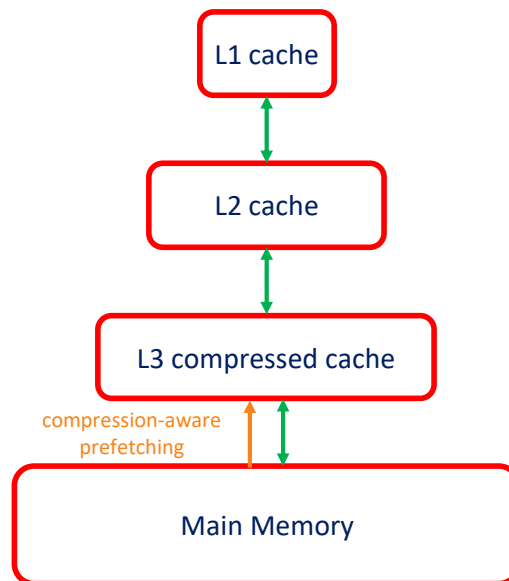 L1 cache
L2 cache
L3 compressed cache
compression-aware
prefetching
Main Memory